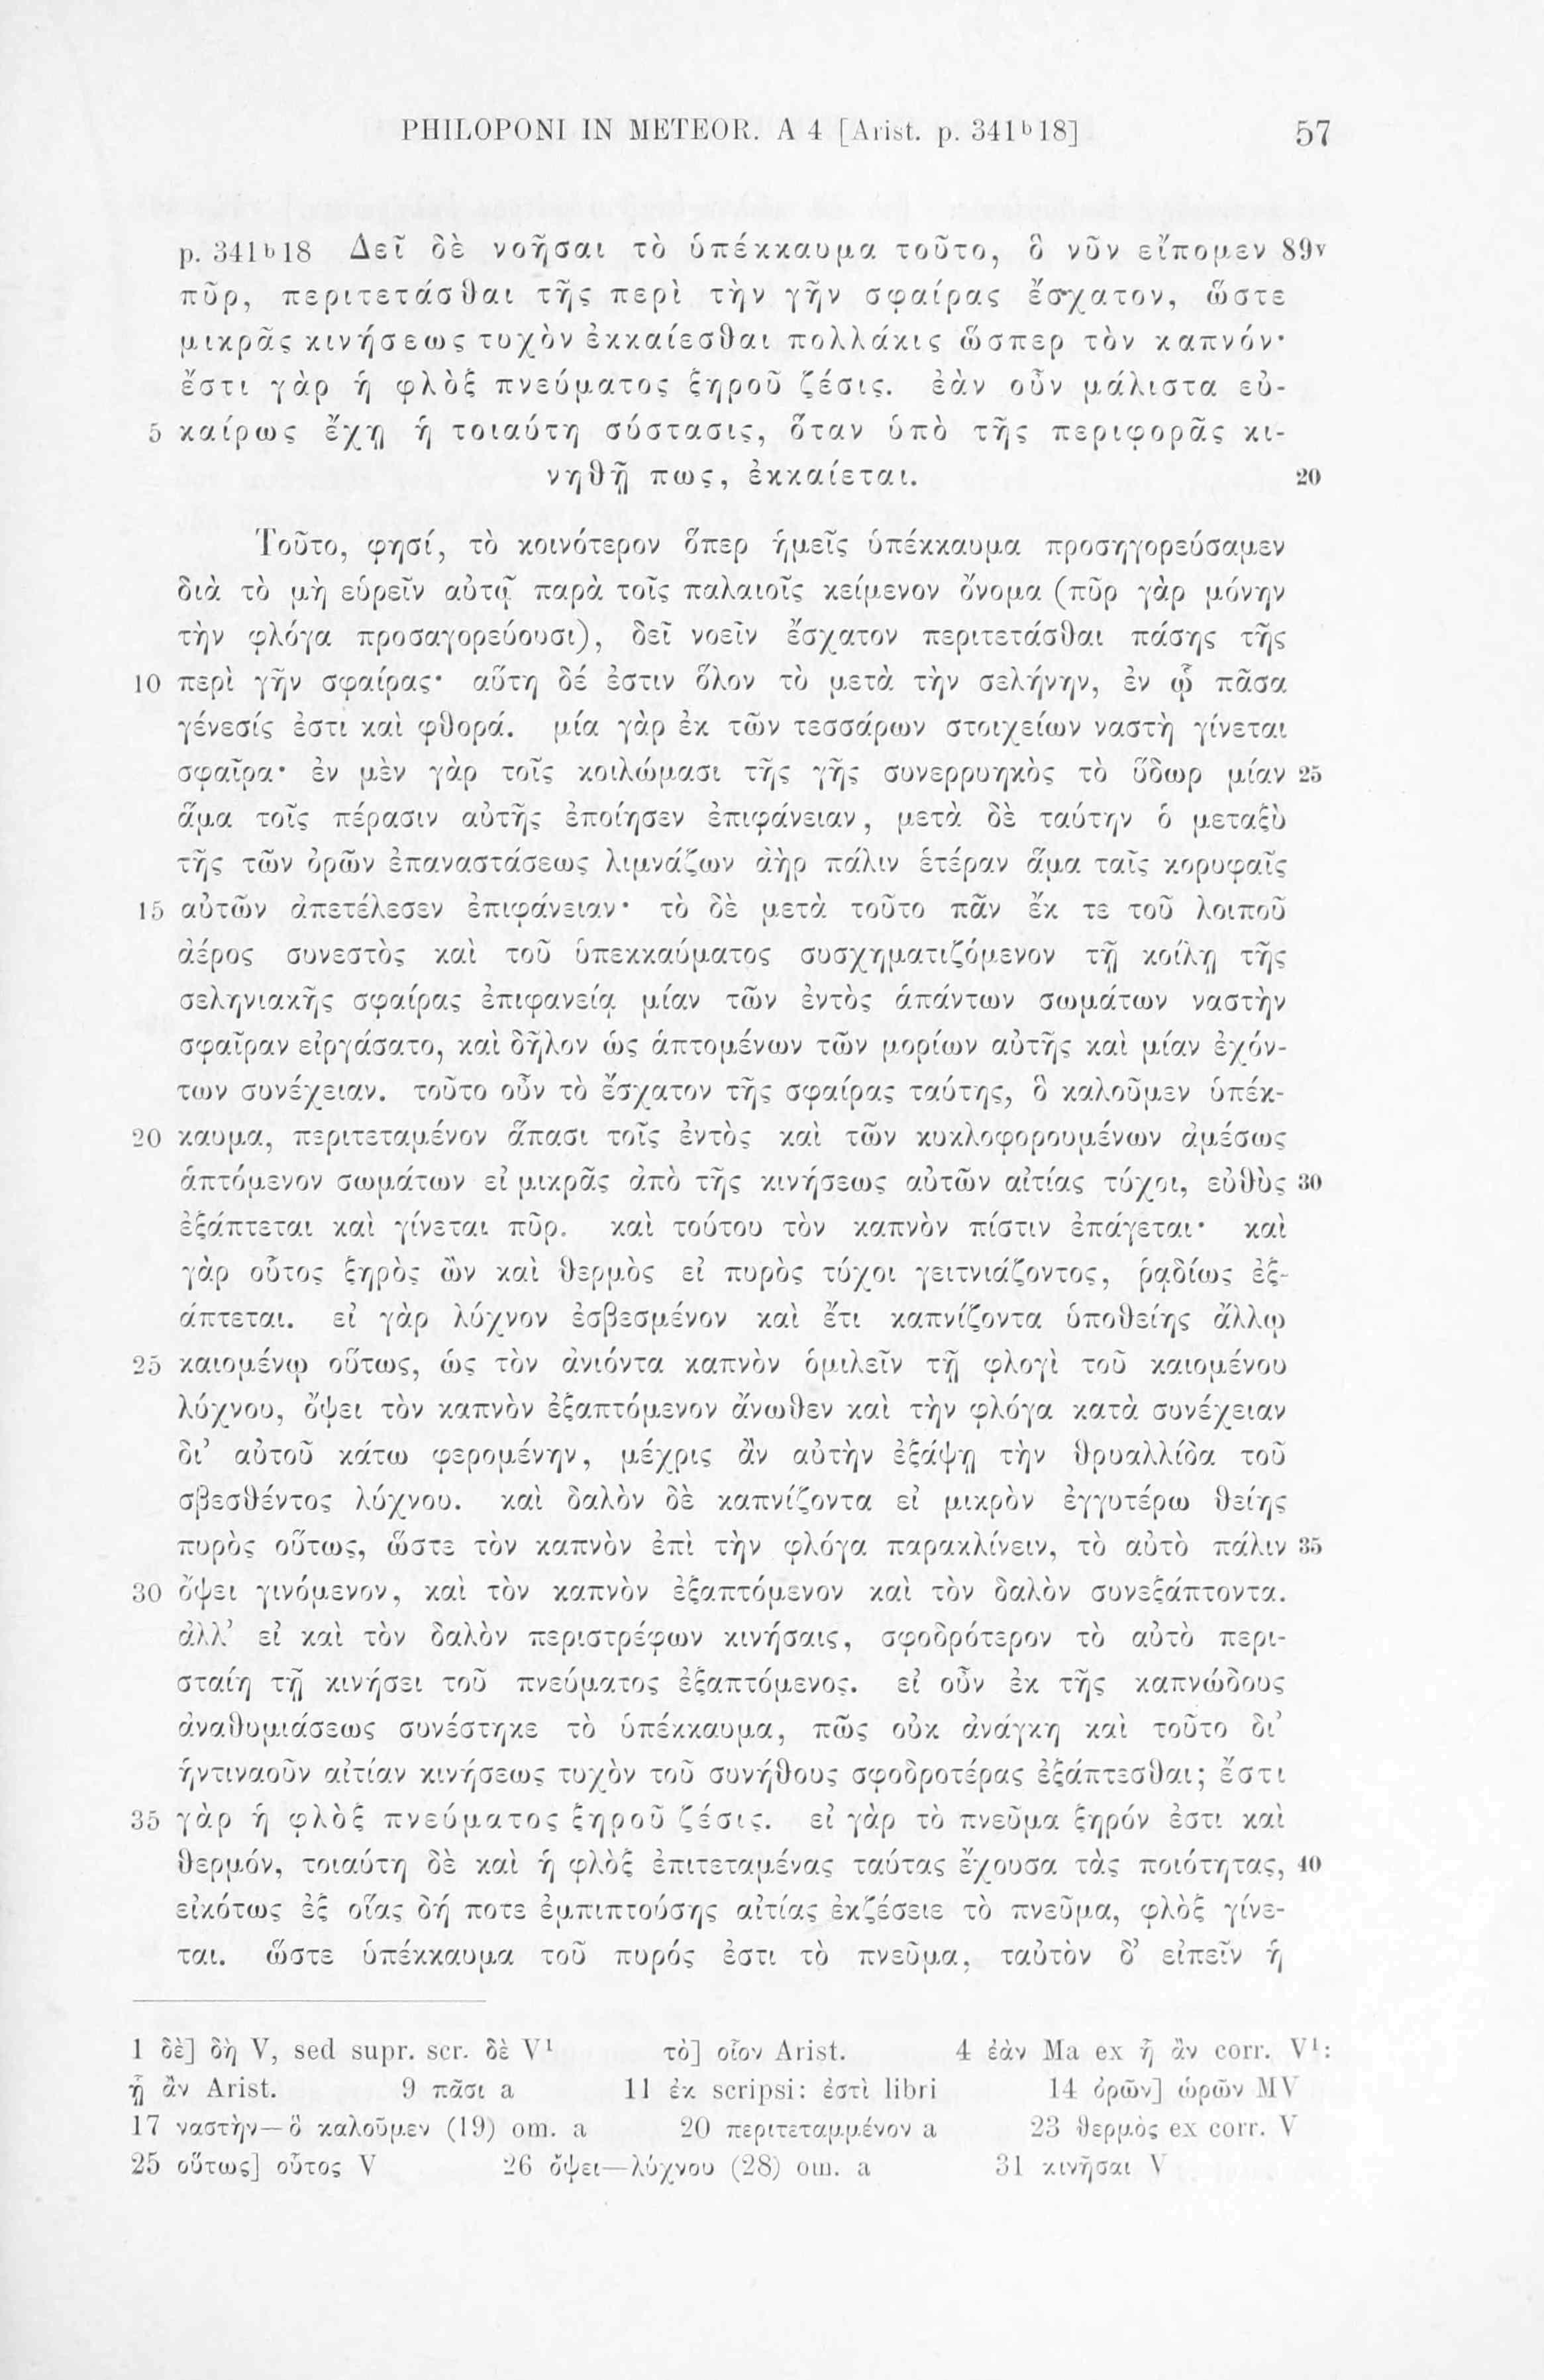 PHILOPONI IN METEOR. A 4 [Arist. p. 341ᵇ18] 57
p. 341ᵇ18 Δεῖ δὲ νοῆσαι τὸ ὑπέκκαυμα τοῦτο, ὃ νῦν εἴπομεν 89ᵛ
πῦρ, περιτετάσθαι τῆς περὶ τὴν γῆν σφαίρας ἔσχατον, ὥστε
μικρᾶς κινήσεως τυχὸν ἐκκαίεσθαι πολλάκις ὥσπερ τὸν καπνόν·
ἔστι γὰρ ἡ φλὸξ πνεύματος ξηροῦ ζέσις. ἐὰν οὖν μάλιστα εὐ-
5 καίρως ἔχῃ ἡ τοιαύτη σύστασις, ὅταν ὑπὸ τῆς περιφορᾶς κι-
νηθῇ πως, ἐκκαίεται. 20
Τοῦτο, φησί, τὸ κοινότερον ὅπερ ἡμεῖς ὑπέκκαυμα προσηγορεύσαμεν
διὰ τὸ μὴ εὑρεῖν αὐτῷ παρὰ τοῖς παλαιοῖς κείμενον ὄνομα (πῦρ γὰρ μόνην
τὴν φλόγα προσαγορεύουσι), δεῖ νοεῖν ἔσχατον περιτετάσθαι πάσης τῆς
10 περὶ γῆν σφαίρας· αὕτη δέ ἐστιν ὅλον τὸ μετὰ τὴν σελήνην, ἐν ᾧ πᾶσα
γένεσίς ἐστι καὶ φθορά. μία γὰρ ἐκ τῶν τεσσάρων στοιχείων ναστὴ γίνεται
σφαῖρα· ἐν μὲν γὰρ τοῖς κοιλώμασι τῆς γῆς συνερρυηκὸς τὸ ὕδωρ μίαν 25
ἅμα τοῖς πέρασιν αὐτῆς ἐποίησεν ἐπιφάνειαν, μετὰ δὲ ταύτην ὁ μεταξὺ
τῆς τῶν ὀρῶν ἐπαναστάσεως λιμνάζων ἀὴρ πάλιν ἑτέραν ἅμα ταῖς κορυφαῖς
15 αὐτῶν ἀπετέλεσεν ἐπιφάνειαν· τὸ δὲ μετὰ τοῦτο πᾶν ἔκ τε τοῦ λοιποῦ
ἀέρος συνεστὸς καὶ τοῦ ὑπεκκαύματος συσχηματιζόμενον τῇ κοίλῃ τῆς
σεληνιακῆς σφαίρας ἐπιφανείᾳ μίαν τῶν ἐντὸς ἁπάντων σωμάτων ναστὴν
σφαῖραν εἰργάσατο, καὶ δῆλον ὡς ἁπτομένων τῶν μορίων αὐτῆς καὶ μίαν ἐχόν-
των συνέχειαν. τοῦτο οὖν τὸ ἔσχατον τῆς σφαίρας ταύτης, ὃ καλοῦμεν ὑπέκ-
20 καυμα, περιτεταμένον ἅπασι τοῖς ἐντὸς καὶ τῶν κυκλοφορουμένων ἀμέσως
ἁπτόμενον σωμάτων εἰ μικρᾶς ἀπὸ τῆς κινήσεως αὐτῶν αἰτίας τύχοι, εὐθὺς 30
ἐξάπτεται καὶ γίνεται πῦρ. καὶ τούτου τὸν καπνὸν πίστιν ἐπάγεται· καὶ
γὰρ οὗτος ξηρὸς ὢν καὶ θερμὸς εἰ πυρὸς τύχοι γειτνιάζοντος, ῥᾳδίως ἐξ-
άπτεται. εἰ γὰρ λύχνον ἐσβεσμένον καὶ ἔτι καπνίζοντα ὑποθείης ἄλλῳ
25 καιομένῳ οὕτως, ὡς τὸν ἀνιόντα καπνὸν ὁμιλεῖν τῇ φλογὶ τοῦ καιομένου
λύχνου, ὄψει τὸν καπνὸν ἐξαπτόμενον ἄνωθεν καὶ τὴν φλόγα κατὰ συνέχειαν
δι' αὐτοῦ κάτω φερομένην, μέχρις ἂν αὐτὴν ἐξάψῃ τὴν θρυαλλίδα τοῦ
σβεσθέντος λύχνου. καὶ δαλὸν δὲ καπνίζοντα εἰ μικρὸν ἐγγυτέρω θείης
πυρὸς οὕτως, ὥστε τὸν καπνὸν ἐπὶ τὴν φλόγα παρακλίνειν, τὸ αὐτὸ πάλιν 35
30 ὄψει γινόμενον, καὶ τὸν καπνὸν ἐξαπτόμενον καὶ τὸν δαλὸν συνεξάπτοντα.
ἀλλ' εἰ καὶ τὸν δαλὸν περιστρέφων κινήσαις, σφοδρότερον τὸ αὐτὸ περι-
σταίη τῇ κινήσει τοῦ πνεύματος ἐξαπτόμενος. εἰ οὖν ἐκ τῆς καπνώδους
ἀναθυμιάσεως συνέστηκε τὸ ὑπέκκαυμα, πῶς οὐκ ἀνάγκη καὶ τοῦτο δι'
ἡντιναοῦν αἰτίαν κινήσεως τυχὸν τοῦ συνήθους σφοδροτέρας ἐξάπτεσθαι; ἔστι
35 γὰρ ἡ φλὸξ πνεύματος ξηροῦ ζέσις. εἰ γὰρ τὸ πνεῦμα ξηρόν ἐστι καὶ
θερμόν, τοιαύτη δὲ καὶ ἡ φλὸξ ἐπιτεταμένας ταύτας ἔχουσα τὰς ποιότητας, 40
εἰκότως ἐξ οἵας δή ποτε ἐμπιπτούσης αἰτίας ἐκζέσειε τὸ πνεῦμα, φλὸξ γίνε-
ται. ὥστε ὑπέκκαυμα τοῦ πυρός ἐστι τὸ πνεῦμα, ταὐτὸν δ' εἰπεῖν ἡ
1 δὲ] δὴ V, sed supr. scr. δὲ V¹ τὸ] οἷον Arist. 4 ἐὰν Ma ex ἦ ἂν corr. V¹:
ᾗ ἂν Arist. 9 πᾶσι a 11 ἐκ scripsi: ἐστὶ libri 14 ὀρῶν] ὡρῶν MV
17 ναστὴν—ὃ καλοῦμεν (19) om. a 20 περιτεταμμένον a 23 θερμὸς ex corr. V
25 οὕτως] οὗτος V 26 ὄψει—λύχνου (28) om. a 31 κινῆσαι V